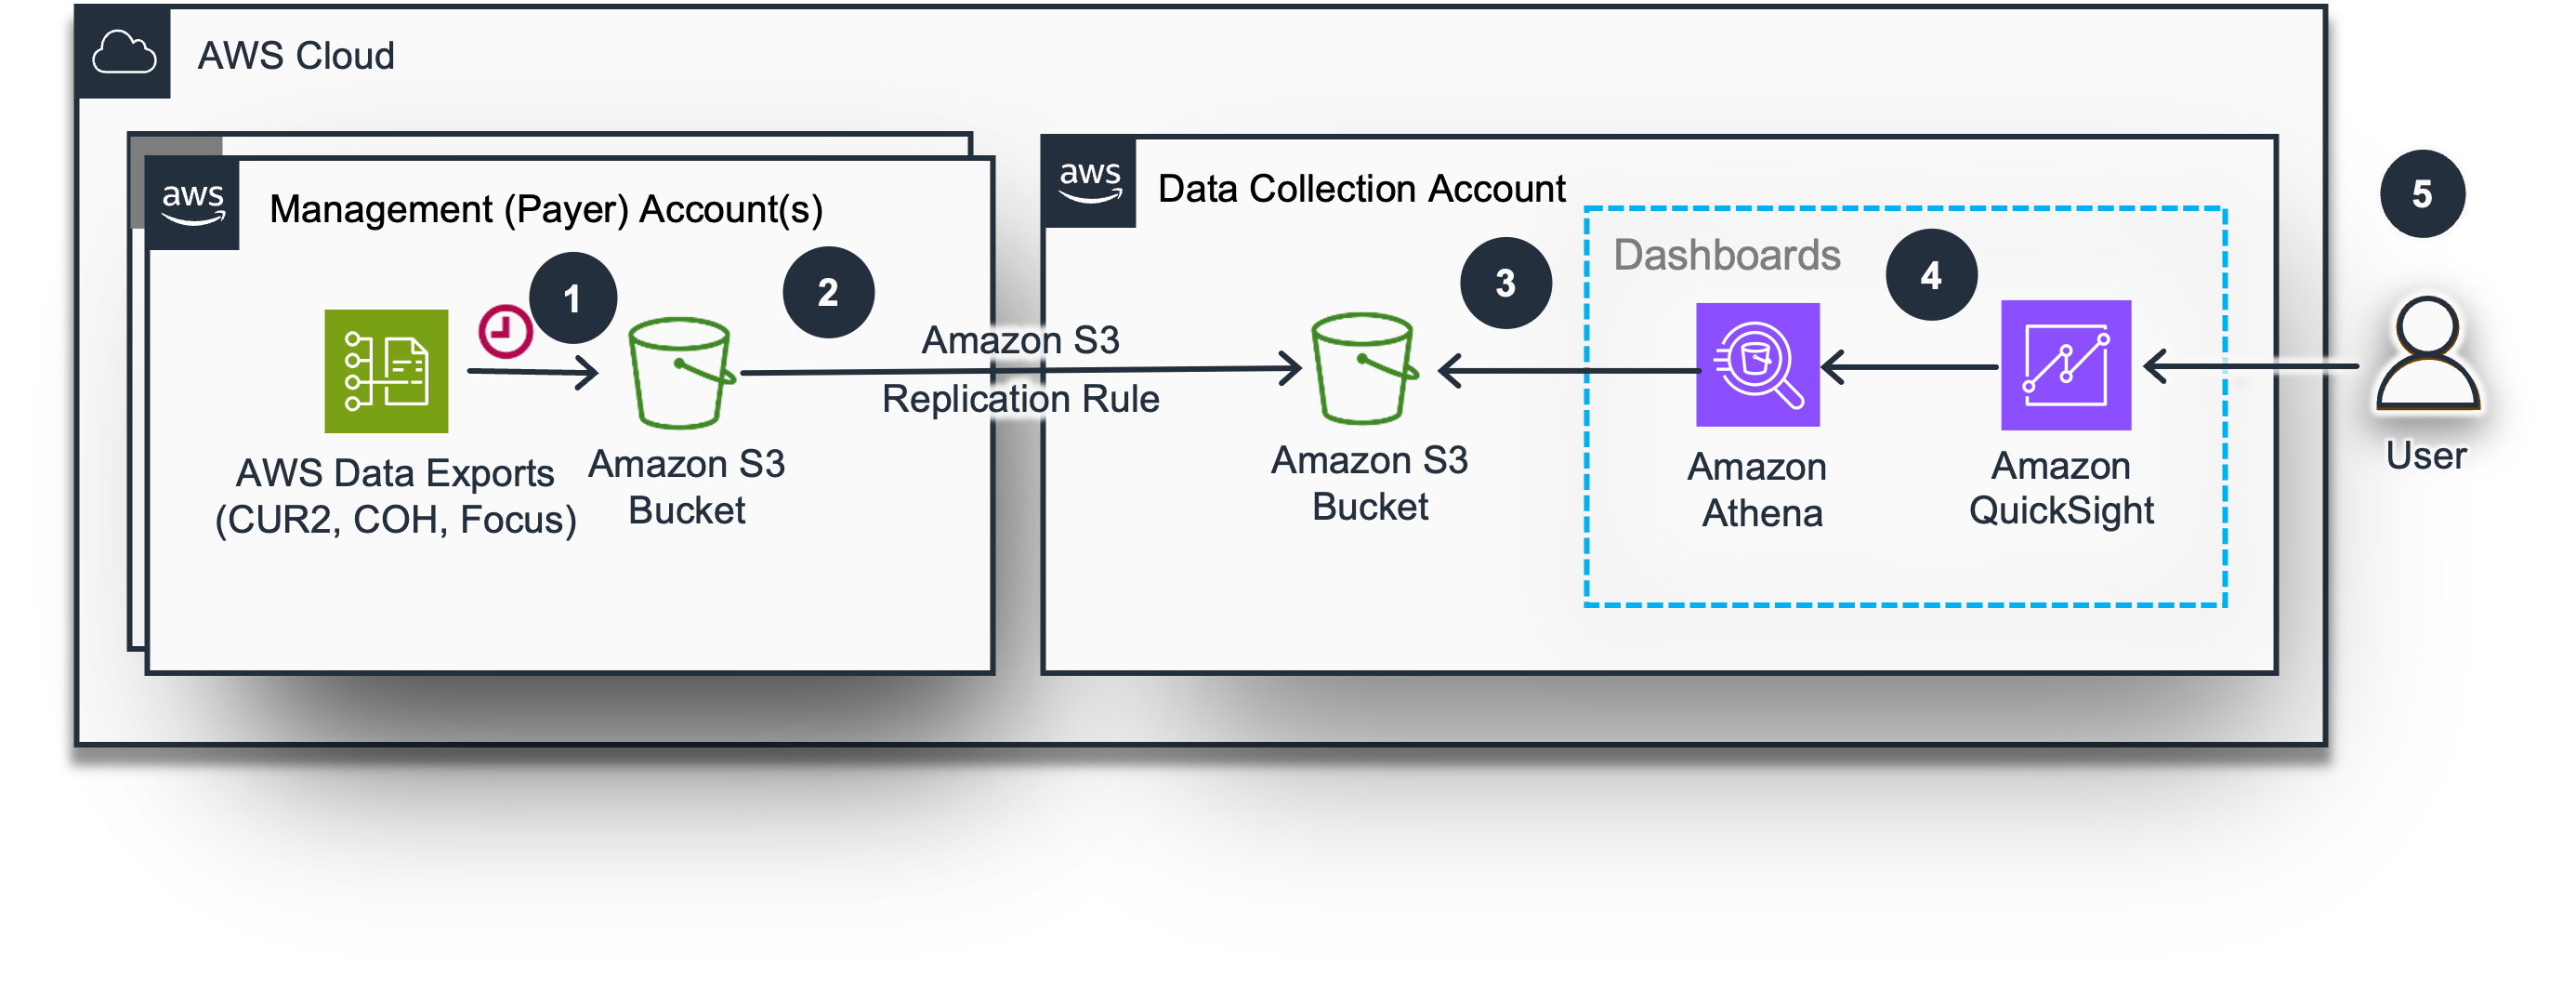 AWS Cloud
aws
Management (Payer) Account(s)
1
2
AWS Data Exports
(CUR2, COH, Focus)
Amazon S3
Bucket
Amazon S3
Replication Rule
aws
Data Collection Account
3
Amazon S3
Bucket
Dashboards
4
Amazon
Athena
Amazon
QuickSight
5
User